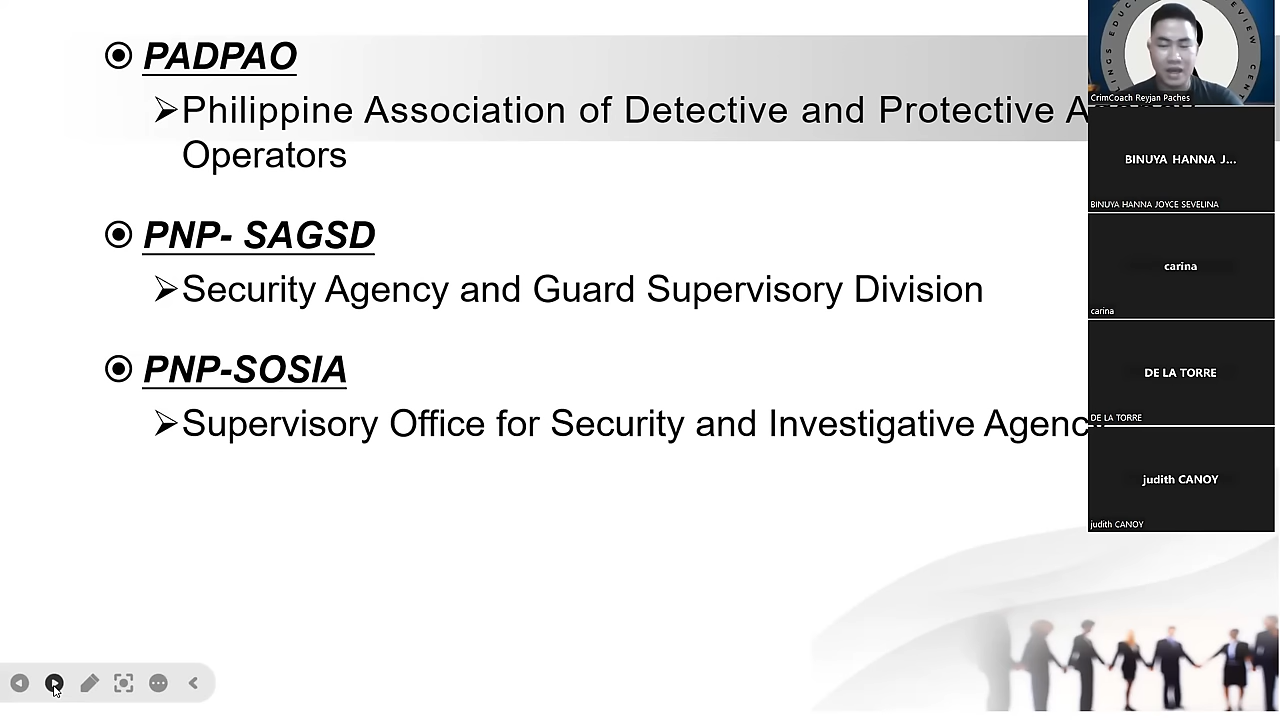 PADPAO
Philippine Association of Detective and Protective
Operators
PNP- SAGSD
Security Agency and Guard Supervisory Division
PNP-SOSIA
Supervisory Office for Security and Investigative Agenc
CrimCoach Reyjan Paches
BINUYA HANNA J...
BINUYA HANNA JOYCE SEVELINA
carina
carina
DE LA TORRE
DE LA TORRE
judith CANOY
judith CANOY